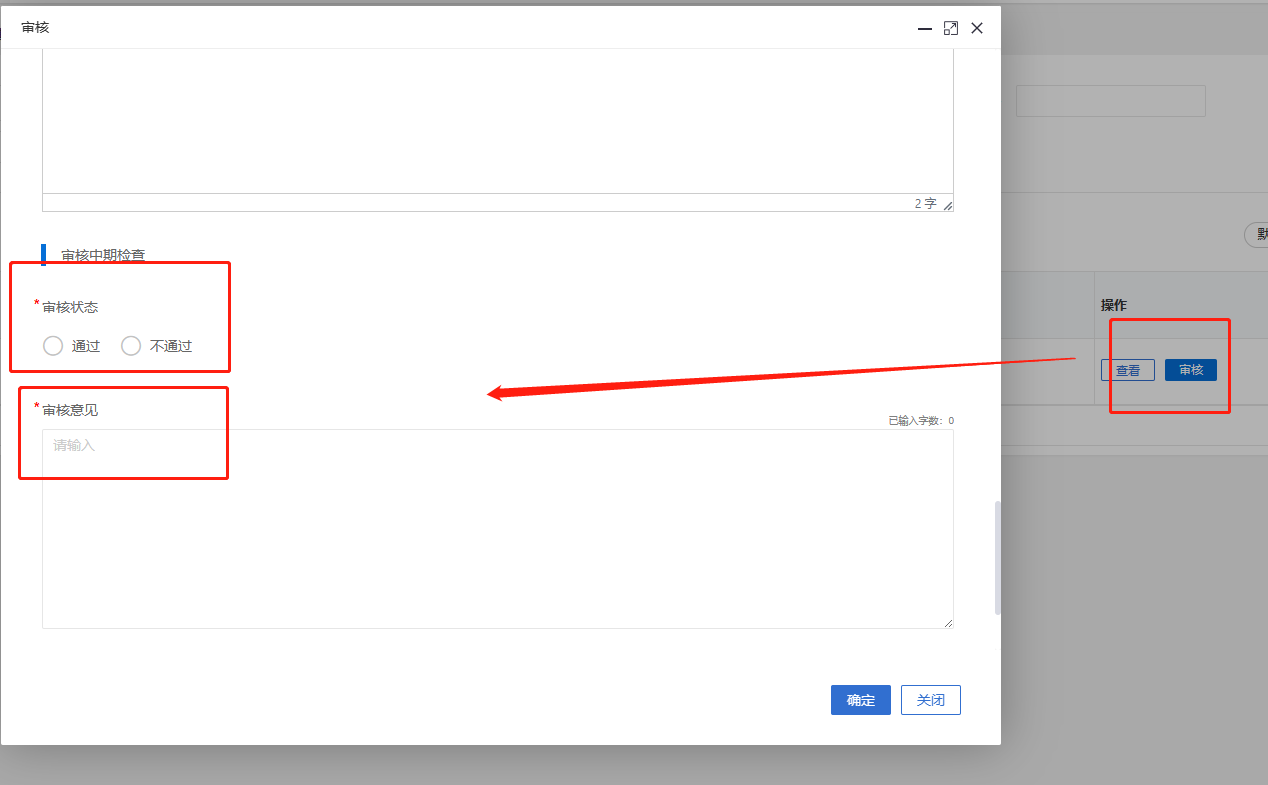 审核
2 字
审核中期检查
*审核状态
通过 不通过
*审核意见
已输入字数：0
请输入
确定 关闭
默
操作
查看 审核